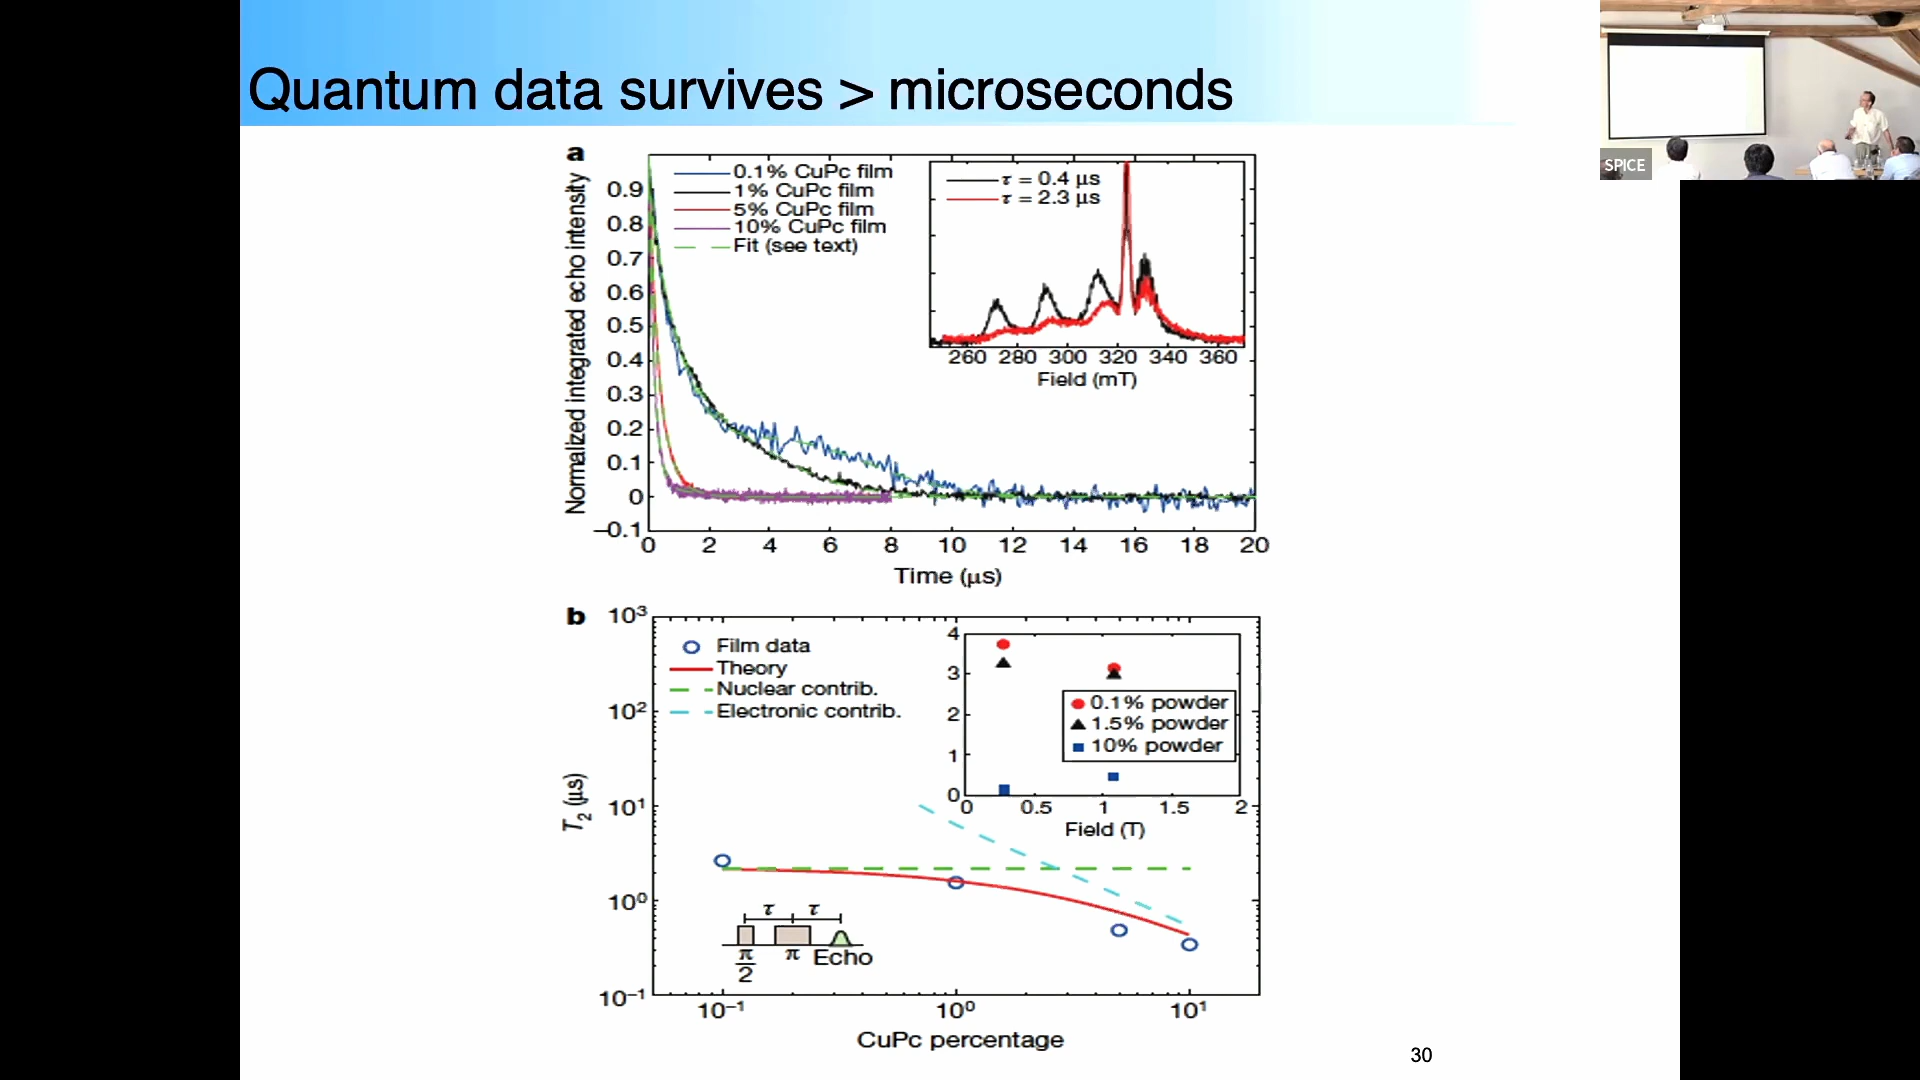 Quantum data survives > microseconds
SPICE
a
Normalized integrated echo intensity
0.9
0.8
0.7
0.6
0.5
0.4
0.3
0.2
0.1
0
–0.1
0.1% CuPc film
1% CuPc film
5% CuPc film
10% CuPc film
Fit (see text)
τ = 0.4 μs
τ = 2.3 μs
260 280 300 320 340 360
Field (mT)
0 2 4 6 8 10 12 14 16 18 20
Time (μs)
b
T2 (μs)
10³
10²
10¹
10⁰
10⁻¹
Film data
Theory
Nuclear contrib.
Electronic contrib.
4
3
2
1
0
0.1% powder
1.5% powder
10% powder
0 0.5 1 1.5 2
Field (T)
τ τ
π/2 π Echo
10⁻¹ 10⁰ 10¹
CuPc percentage
30